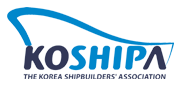 KOSHIPA
THE KOREA SHIPBUILDERS' ASSOCIATION